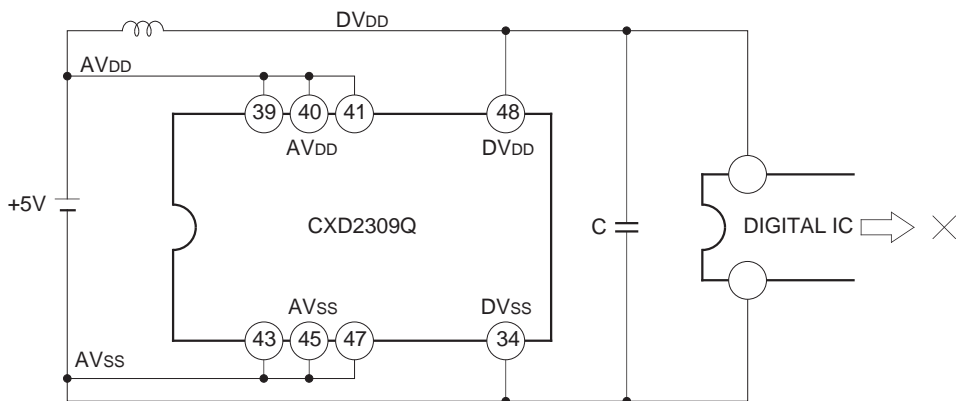 DVDD
AVDD
39 40 41 48
AVDD DVDD
+5V
CXD2309Q
C
DIGITAL IC
AVSS DVSS
43 45 47 34
AVSS